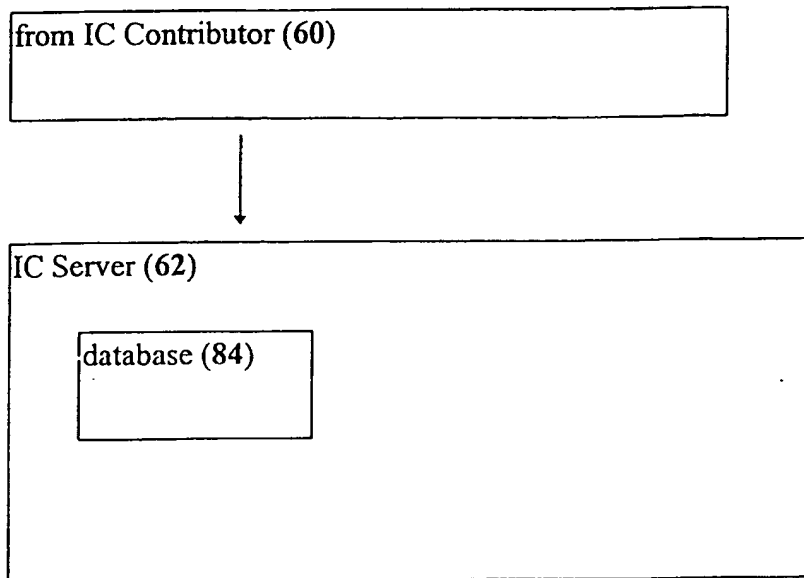 from IC Contributor (60)
IC Server (62)
database (84)